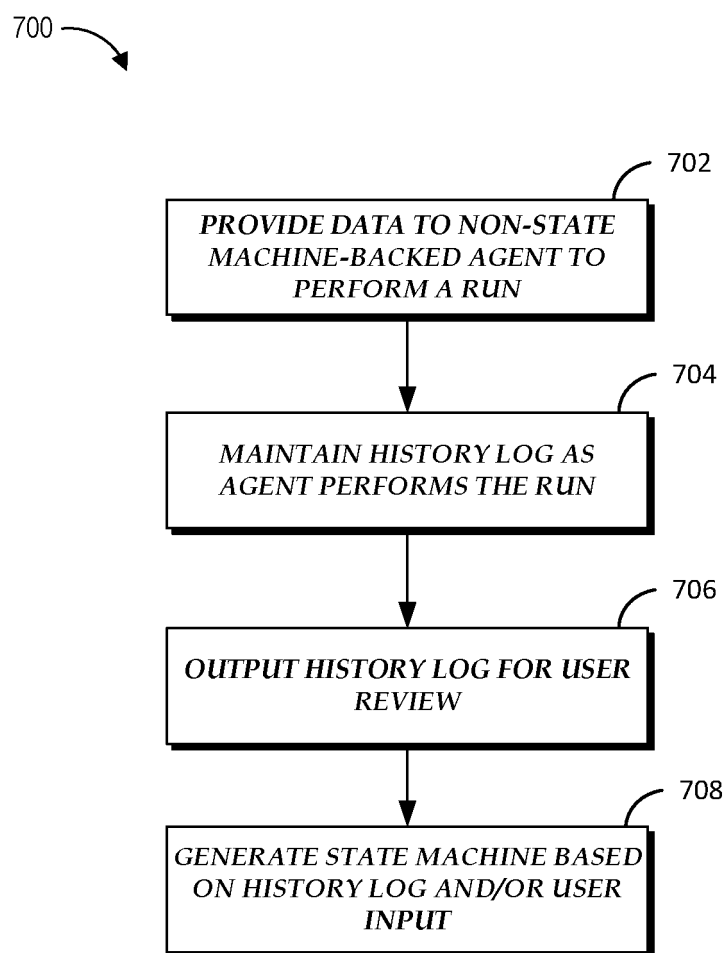 700
702
PROVIDE DATA TO NON-STATE
MACHINE-BACKED AGENT TO
PERFORM A RUN
704
MAINTAIN HISTORY LOG AS
AGENT PERFORMS THE RUN
706
OUTPUT HISTORY LOG FOR USER
REVIEW
708
GENERATE STATE MACHINE BASED
ON HISTORY LOG AND/OR USER
INPUT